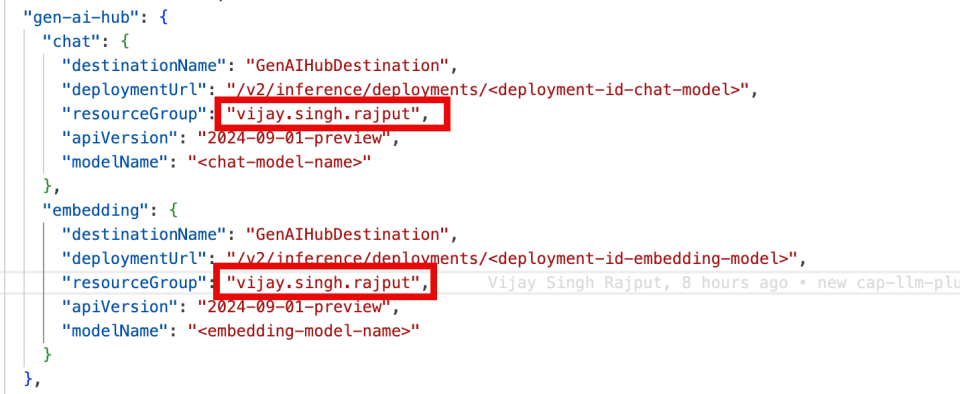 "gen-ai-hub": {
"chat": {
"destinationName": "GenAIHubDestination",
"deploymentUrl": "/v2/inference/deployments/<deployment-id-chat-model>",
"resourceGroup": "vijay.singh.rajput",
"apiVersion": "2024-09-01-preview",
"modelName": "<chat-model-name>"
},
"embedding": {
"destinationName": "GenAIHubDestination",
"deploymentUrl": "/v2/inference/deployments/<deployment-id-embedding-model>",
"resourceGroup": "vijay.singh.rajput", Vijay Singh Rajput, 8 hours ago • new cap-llm-plu
"apiVersion": "2024-09-01-preview",
"modelName": "<embedding-model-name>"
}
},